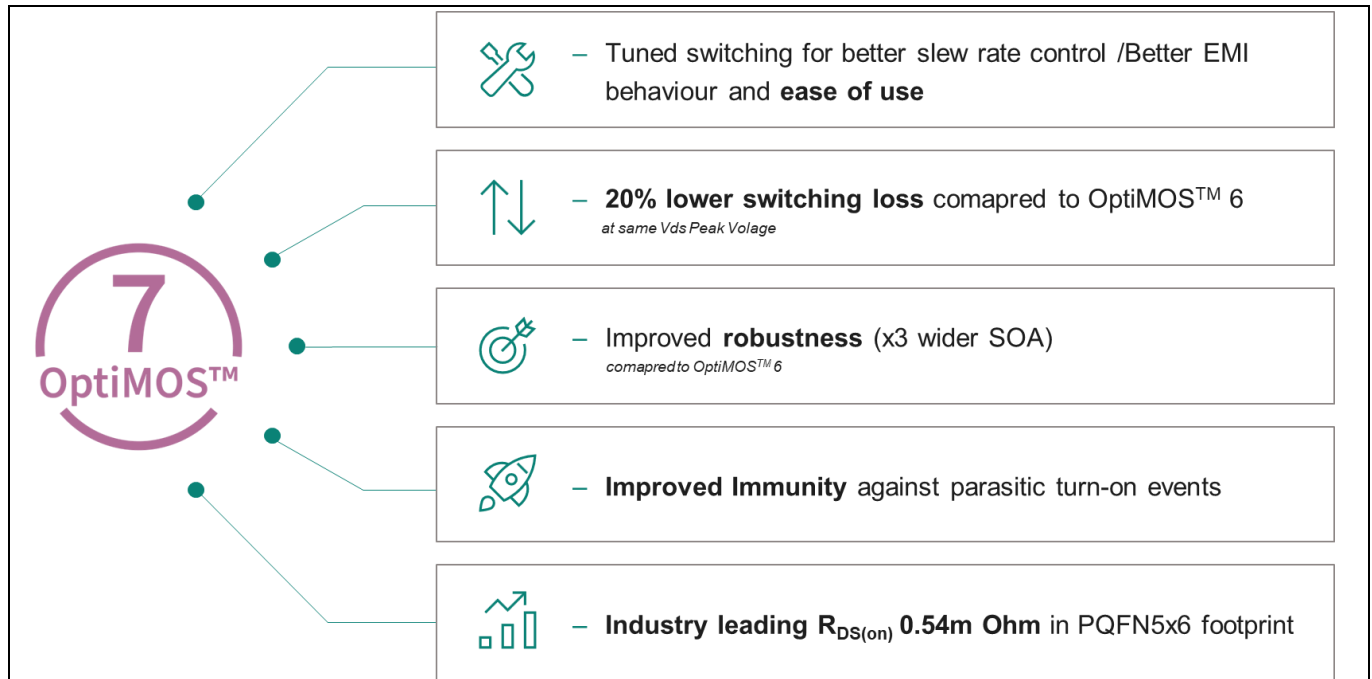 – Tuned switching for better slew rate control /Better EMI
behaviour and ease of use
– 20% lower switching loss comapred to OptiMOS™ 6
at same Vds Peak Volage
7
OptiMOS™
– Improved robustness (x3 wider SOA)
comapred to OptiMOS™ 6
– Improved Immunity against parasitic turn-on events
– Industry leading RDS(on) 0.54m Ohm in PQFN5x6 footprint